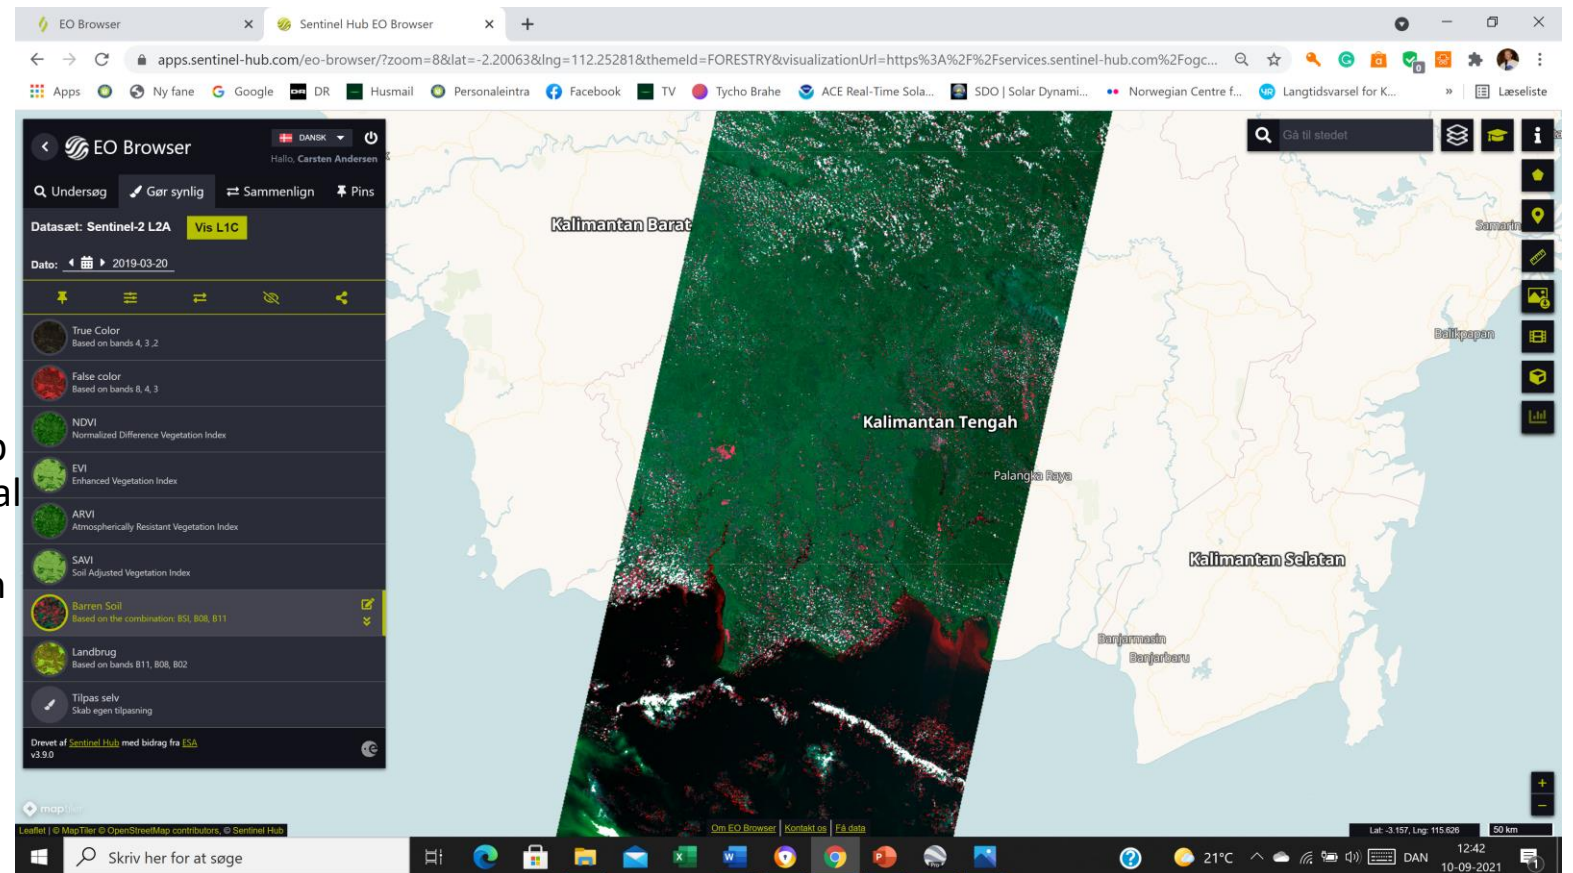 EO Browser
Sentinel Hub EO Browser
apps.sentinel-hub.com/eo-browser/?zoom=8&lat=-2.20063&lng=112.25281&themeId=FORESTRY&visualizationUrl=https%3A%2F%2Fservices.sentinel-hub.com%2Fogc...
Apps
Ny fane
Google
DR
Husmail
Personaleintra
Facebook
TV
Tycho Brahe
ACE Real-Time Sola...
SDO | Solar Dynami...
Norwegian Centre f...
Langtidsvarsel for K...
»
Læseliste
EO Browser
DANSK
Hallo, Carsten Andersen
Undersøg
Gør synlig
Sammenlign
Pins
Datasæt: Sentinel-2 L2A
Vis L1C
Dato: 2019-03-20
True Color
Based on bands 4, 3 ,2
False color
Based on bands 8, 4, 3
NDVI
Normalized Difference Vegetation Index
EVI
Enhanced Vegetation Index
ARVI
Atmospherically Resistant Vegetation Index
SAVI
Soil Adjusted Vegetation Index
Barren Soil
Based on the combination: BSI, B08, B11
Landbrug
Based on bands B11, B08, B02
Tilpas selv
Skab egen tilpasning
Drevet af Sentinel Hub med bidrag fra ESA
v3.9.0
Gå til stedet
Kalimantan Barat
Samarin
Balikpapan
Kalimantan Tengah
Palangka Raya
Kalimantan Selatan
Banjarmasin
Banjarbaru
Leaflet | © MapTiler © OpenStreetMap contributors, © Sentinel Hub
Om EO Browser
Kontakt os
Få data
Lat: -3.157, Lng: 115.626
50 km
Skriv her for at søge
21°C
DAN
12:42
10-09-2021